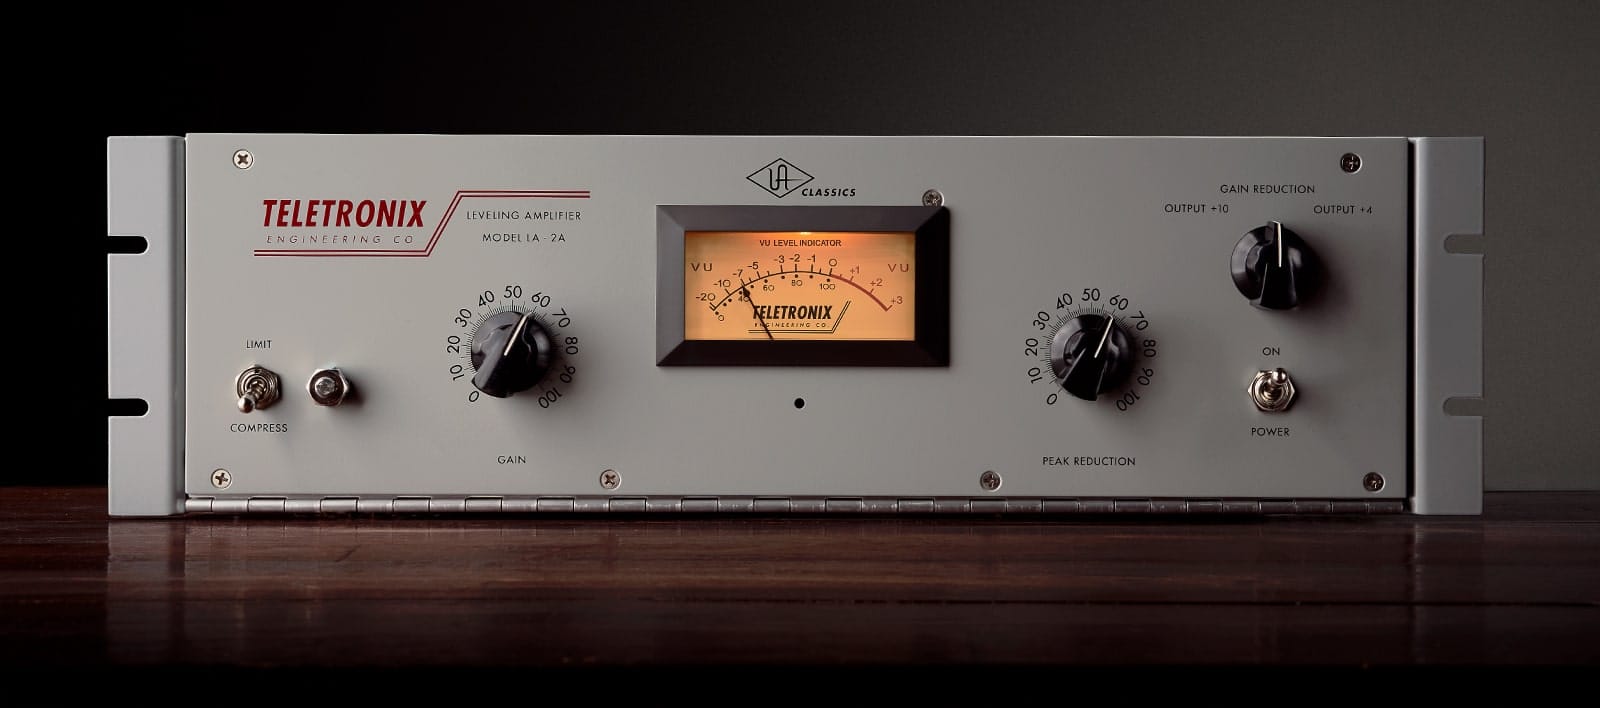 TELETRONIX
ENGINEERING CO
LEVELING AMPLIFIER
MODEL LA - 2A
UA CLASSICS
GAIN REDUCTION
OUTPUT +10
OUTPUT +4
VU LEVEL INDICATOR
VU
VU
-20 -10 -7 -5 -3 -2 -1 0 +1 +2 +3
0 40 60 80 100
TELETRONIX
ENGINEERING CO.
LIMIT
COMPRESS
0 10 20 30 40 50 60 70 80 90 100
GAIN
0 10 20 30 40 50 60 70 80 90 100
PEAK REDUCTION
ON
POWER